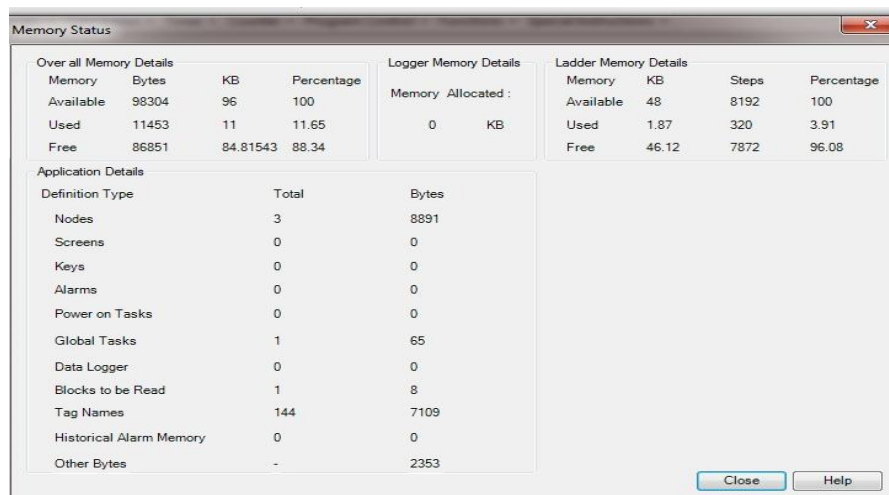 Memory Status
Over all Memory Details
Memory Bytes KB Percentage
Available 98304 96 100
Used 11453 11 11.65
Free 86851 84.81543 88.34
Logger Memory Details
Memory Allocated :
0 KB
Ladder Memory Details
Memory KB Steps Percentage
Available 48 8192 100
Used 1.87 320 3.91
Free 46.12 7872 96.08
Application Details
Definition Type Total Bytes
Nodes 3 8891
Screens 0 0
Keys 0 0
Alarms 0 0
Power on Tasks 0 0
Global Tasks 1 65
Data Logger 0 0
Blocks to be Read 1 8
Tag Names 144 7109
Historical Alarm Memory 0 0
Other Bytes - 2353
Close Help